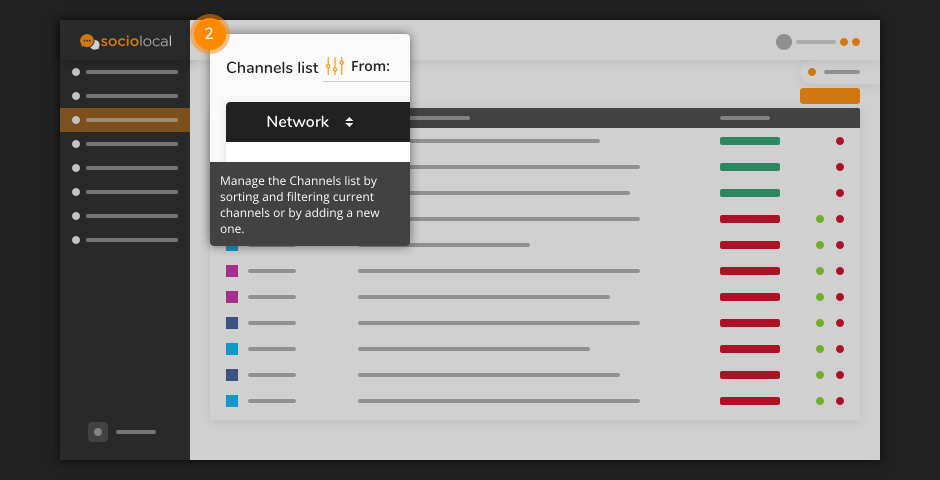 sociolocal
2
Channels list From:
Network
Manage the Channels list by
sorting and filtering current
channels or by adding a new
one.